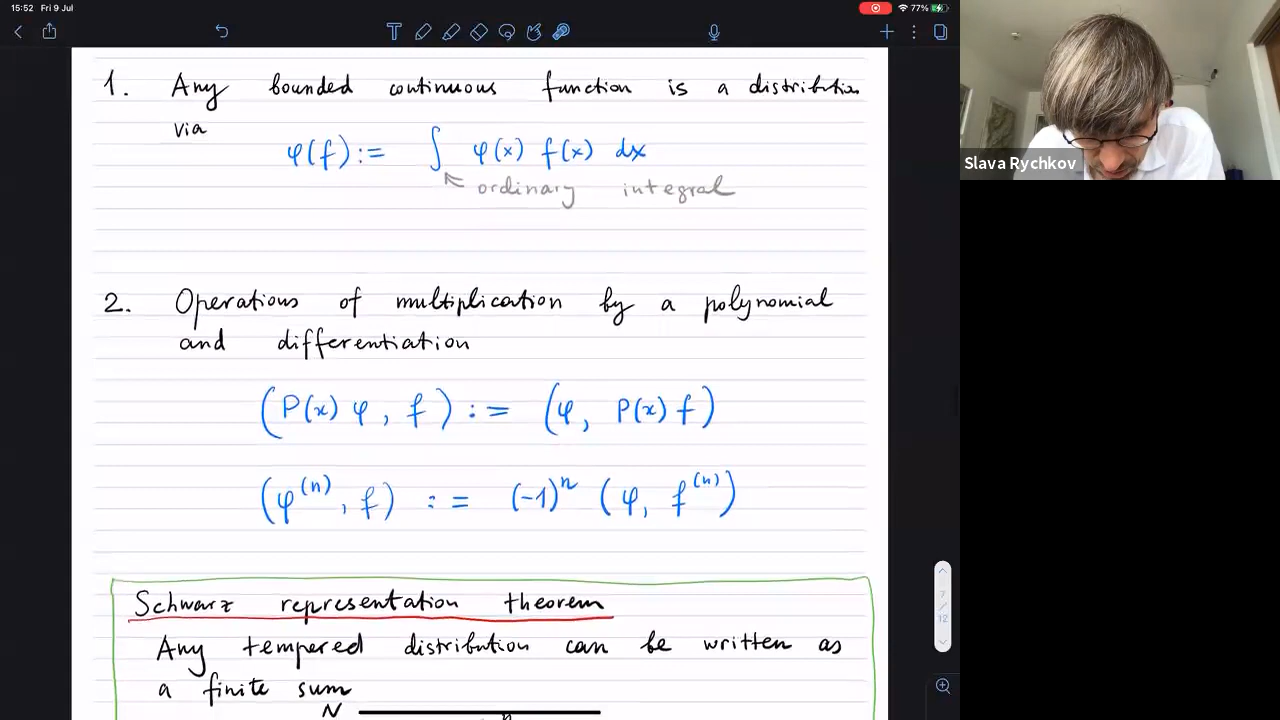 15:52 Fri 9 Jul
77%
1. Any bounded continuous function is a distribution
via
φ(f) := ∫ φ(x) f(x) dx
ordinary integral
2. Operations of multiplication by a polynomial
and differentiation
(P(x) φ, f) := (φ, P(x) f)
(φ^(n), f) := (-1)^n (φ, f^(n))
Schwarz representation theorem
Any tempered distribution can be written as
a finite sum
N
7
/
12
Slava Rychkov